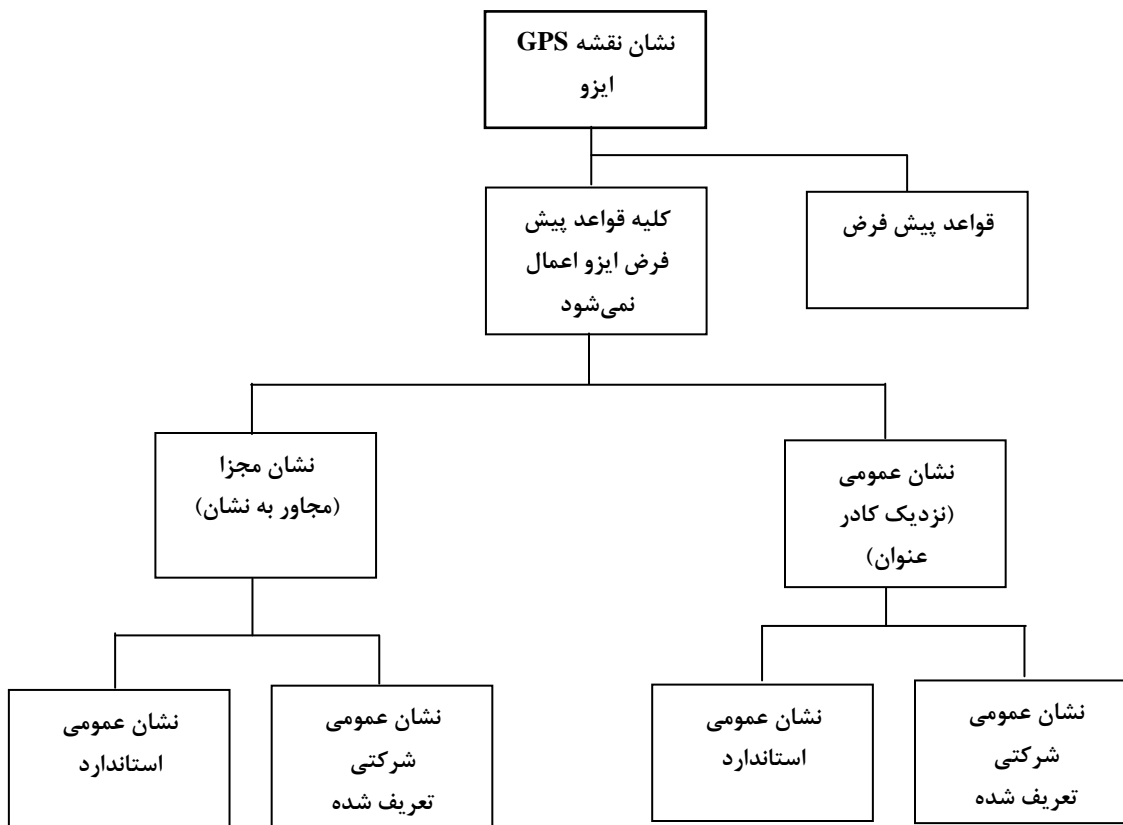 نشان نقشه GPS
ایزو
قواعد پیش فرض
کلیه قواعد پیش
فرض ایزو اعمال
نمی‌شود
نشان عمومی
(نزدیک کادر
عنوان)
نشان مجزا
(مجاور به نشان)
نشان عمومی
شرکتی
تعریف شده
نشان عمومی
استاندارد
نشان عمومی
شرکتی
تعریف شده
نشان عمومی
استاندارد